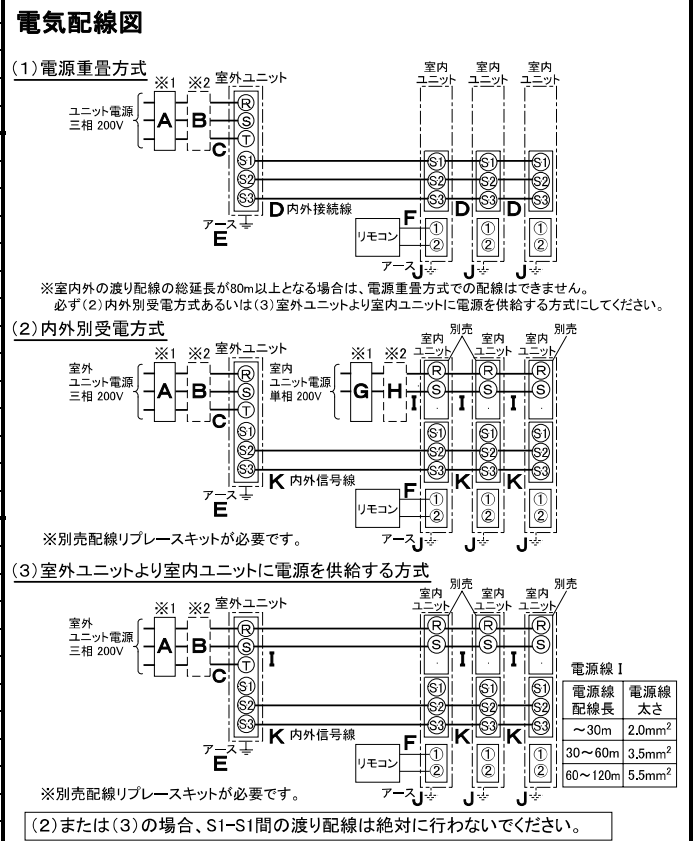 電気配線図
(1)電源重畳方式
※1 ※2 室外ユニット
室内
ユニット
室内
ユニット
室内
ユニット
ユニット電源
三相 200V
A B C
R
S
T
S1
S2
S3
S1 S1 S1
S2 S2 S2
S3 S3 S3
D 内外接続線
D D
アース
E
リモコン
F
① ① ①
② ② ②
アース J J J
※室内外の渡り配線の総延長が80m以上となる場合は、電源重畳方式での配線はできません。
必ず(2)内外別受電方式あるいは(3)室外ユニットより室内ユニットに電源を供給する方式にしてください。
(2)内外別受電方式
※1 ※2 室外ユニット
※1 ※2
室内
ユニット
別売
室内
ユニット
室内
ユニット
別売
室外
ユニット電源
三相 200V
A B C
R
S
T
S1
S2
S3
室内
ユニット電源
単相 200V
G H I I I
R R R
S S S
S1 S1 S1
S2 S2 S2
S3 S3 S3
K 内外信号線
K K
アース
E
リモコン
F
① ① ①
② ② ②
アース J J J
※別売配線リプレースキットが必要です。
(3)室外ユニットより室内ユニットに電源を供給する方式
※1 ※2 室外ユニット
室内
ユニット
別売
室内
ユニット
室内
ユニット
別売
室外
ユニット電源
三相 200V
A B C
R
S
T
S1
S2
S3
I I I
R R R
S S S
S1 S1 S1
S2 S2 S2
S3 S3 S3
K 内外信号線
K K
アース
E
リモコン
F
① ① ①
② ② ②
アース J J J
※別売配線リプレースキットが必要です。
電源線 I
電源線配線長 電源線太さ
～30m 2.0mm²
30～60m 3.5mm²
60～120m 5.5mm²
(2)または(3)の場合、S1-S1間の渡り配線は絶対に行わないでください。